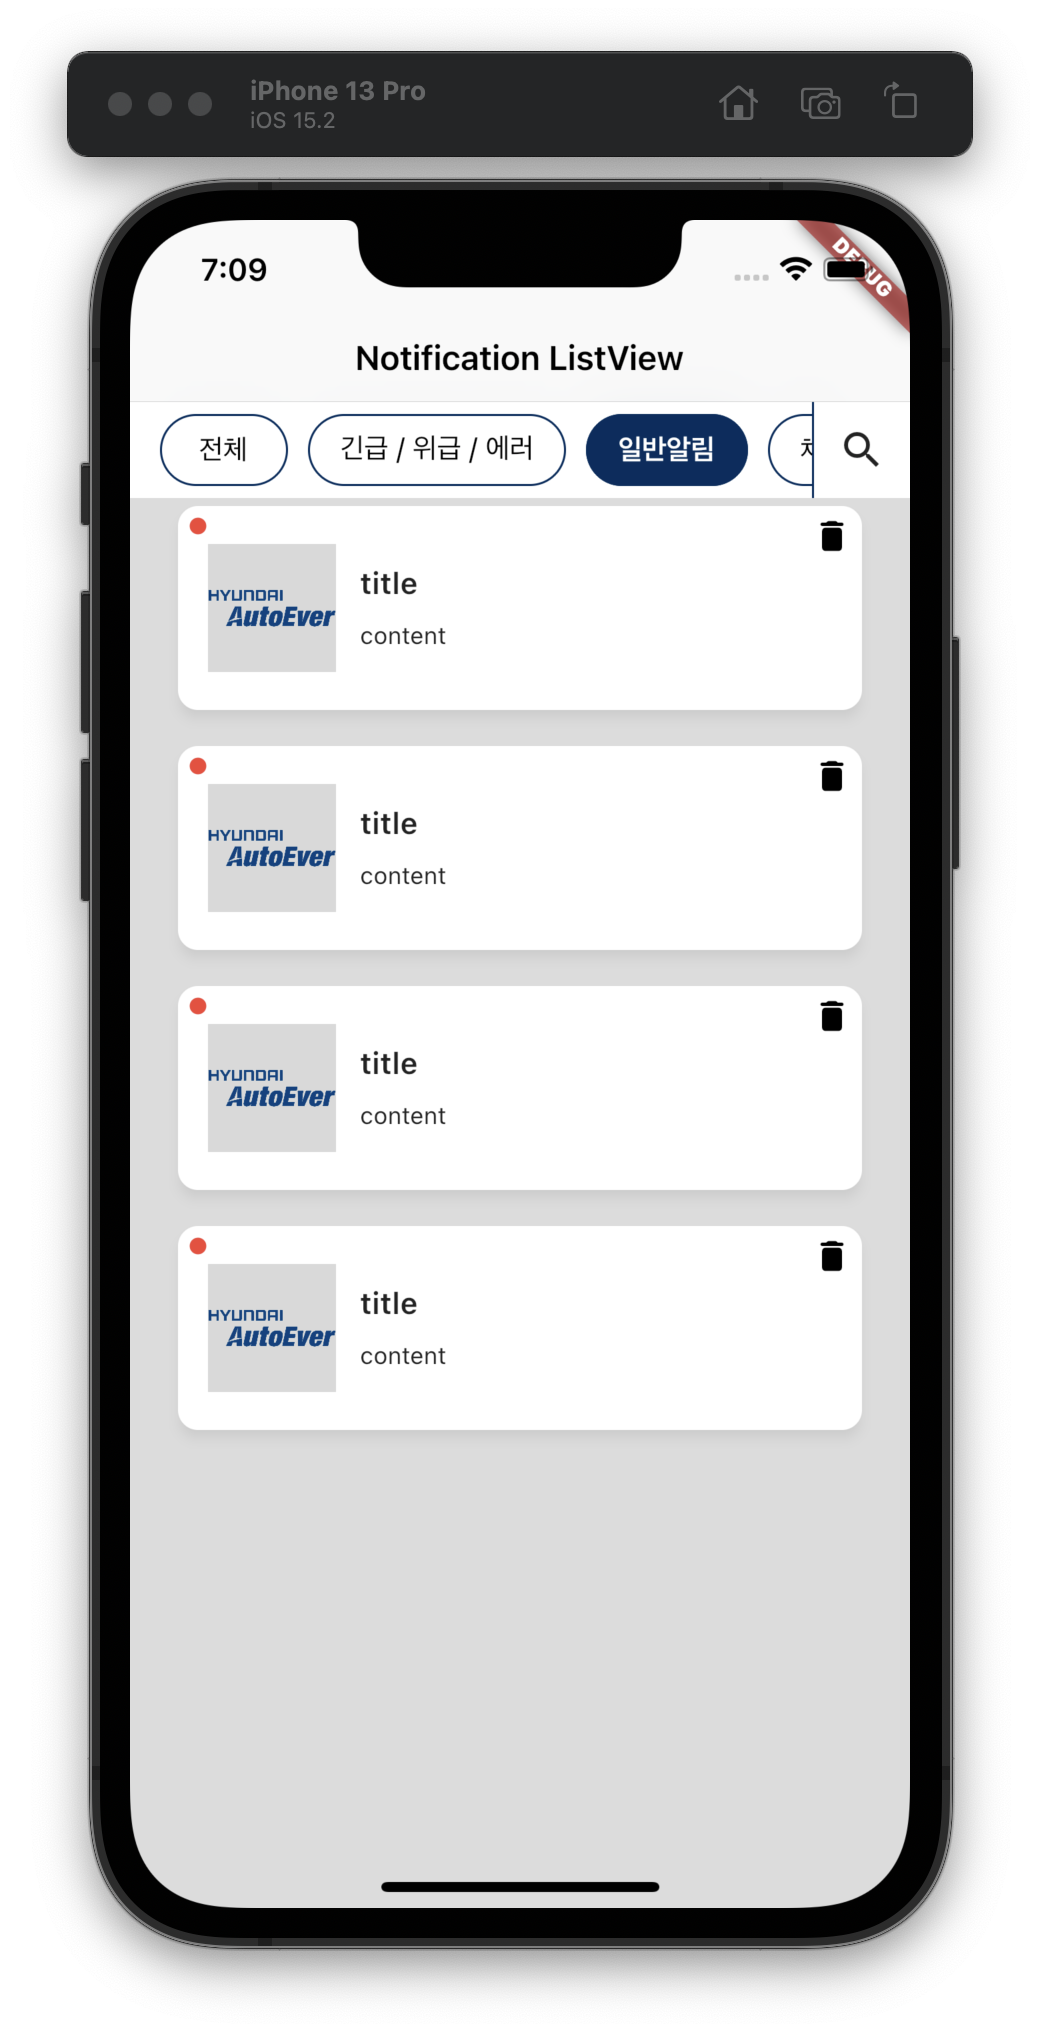 iPhone 13 Pro
iOS 15.2
7:09
DEBUG
Notification ListView
전체
긴급 / 위급 / 에러
일반알림
HYUNDAI
AutoEver
title
content
HYUNDAI
AutoEver
title
content
HYUNDAI
AutoEver
title
content
HYUNDAI
AutoEver
title
content